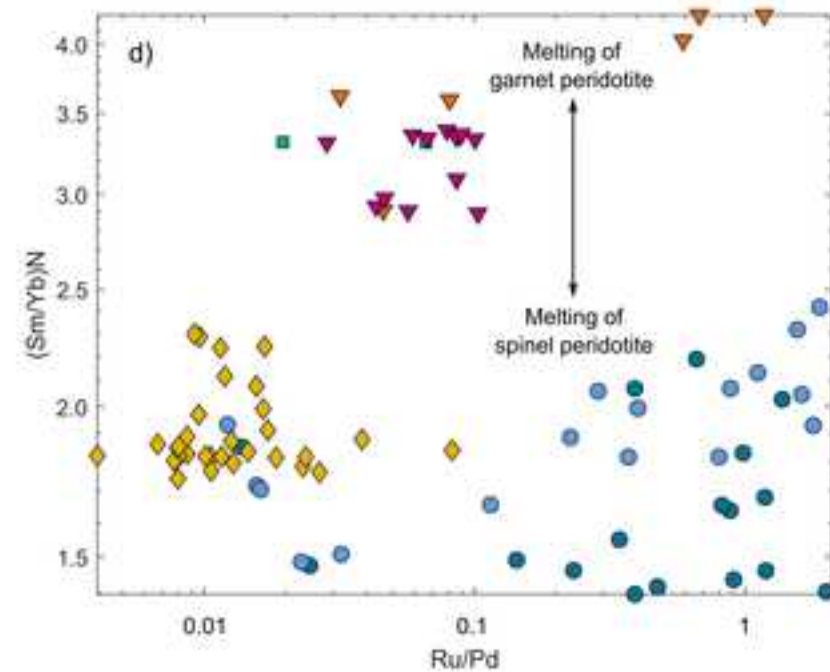 d)
4.0
3.5
3.0
2.5
2.0
1.5
(Sm/Yb)N
Melting of
garnet peridotite
Melting of
spinel peridotite
0.01
0.1
1
Ru/Pd